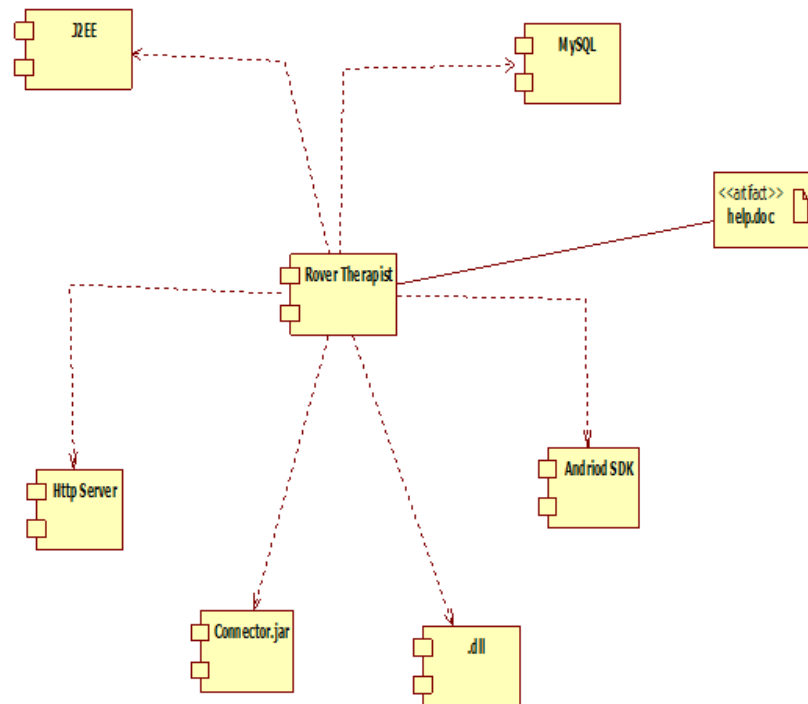 J2EE
MySQL
<<artifact>>
help.doc
Rover Therapist
Http Server
Andriod SDK
Connector.jar
.dll